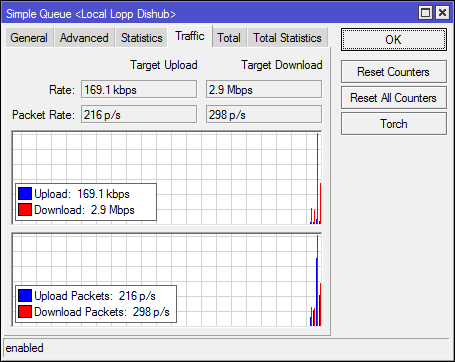 Simple Queue <Local Lopp Dishub>
General Advanced Statistics Traffic Total Total Statistics
OK
Reset Counters
Reset All Counters
Torch
Target Upload Target Download
Rate: 169.1 kbps 2.9 Mbps
Packet Rate: 216 p/s 298 p/s
Upload: 169.1 kbps
Download: 2.9 Mbps
Upload Packets: 216 p/s
Download Packets: 298 p/s
enabled